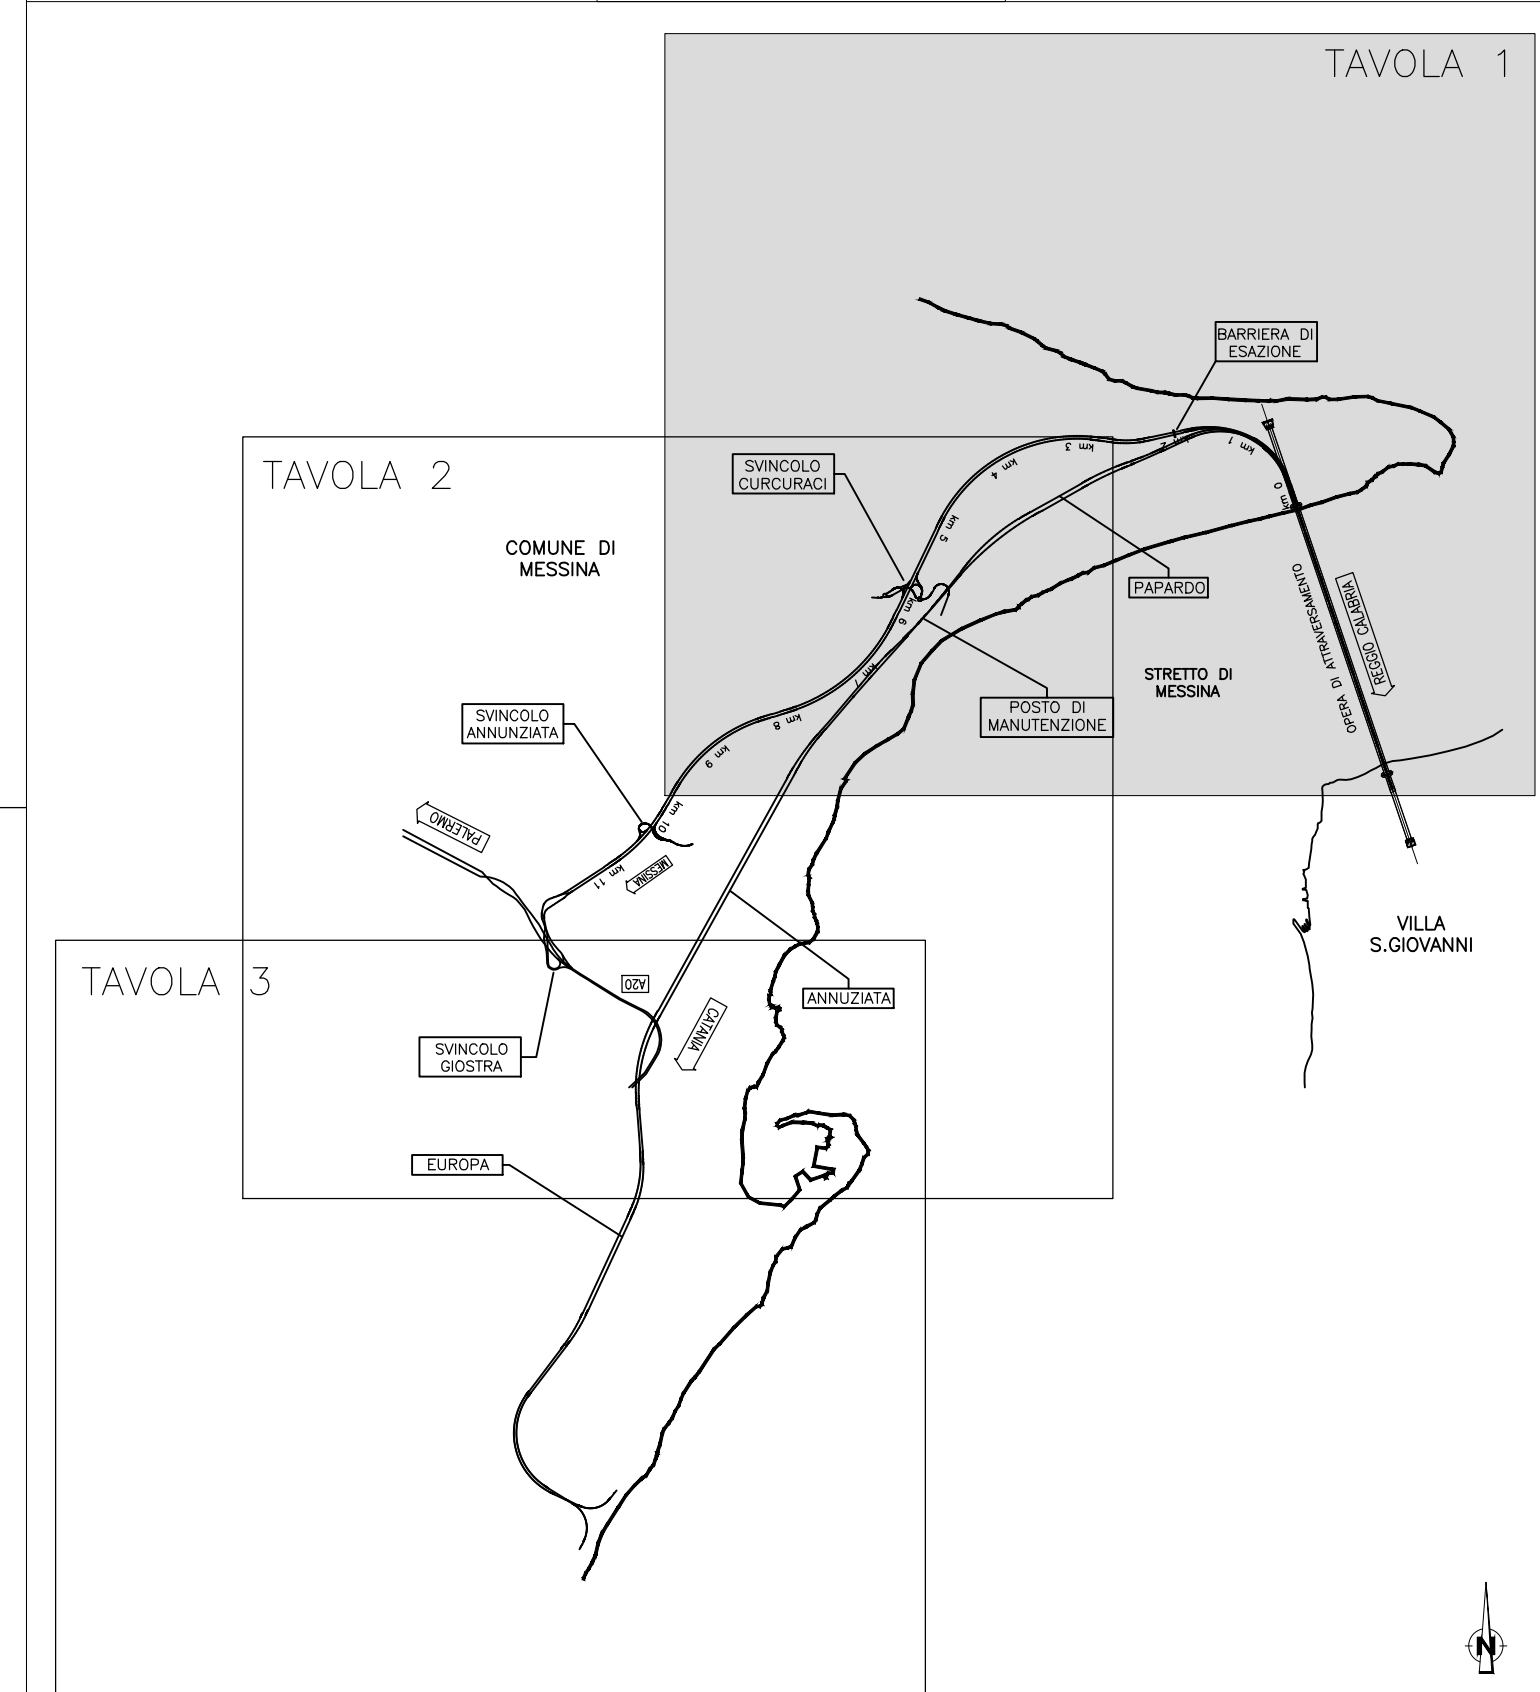 TAVOLA 1
BARRIERA DI
ESAZIONE
TAVOLA 2
SVINCOLO
CURCURACI
COMUNE DI
MESSINA
km 0
km 1
km 2
km 3
km 4
km 5
km 6
km 7
km 8
km 9
km 10
km 11
PAPARDO
OPERA DI ATTRAVERSAMENTO
REGGIO CALABRIA
STRETTO DI
MESSINA
POSTO DI
MANUTENZIONE
SVINCOLO
ANNUNZIATA
PALERMO
MESSINA
VILLA
S.GIOVANNI
TAVOLA 3
A20
ANNUZIATA
CATANIA
SVINCOLO
GIOSTRA
EUROPA
N